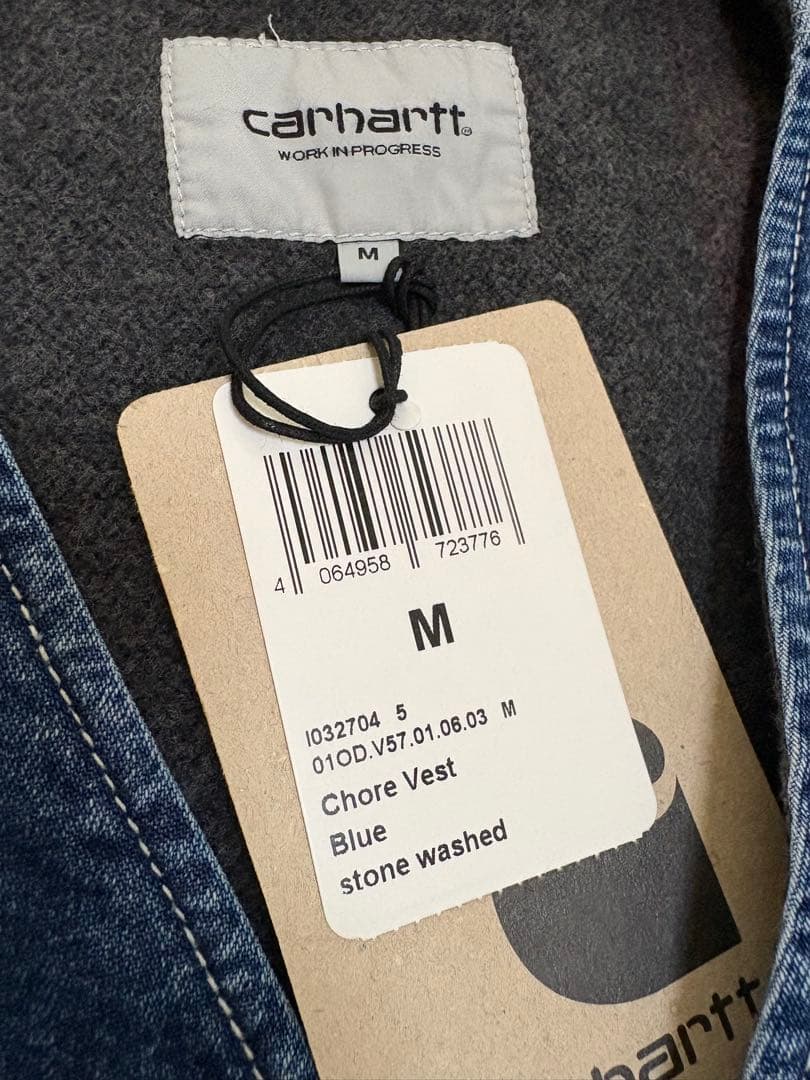 carhartt
WORK IN PROGRESS
M
4 064958 723776
M
I032704 5
01OD.V57.01.06.03 M
Chore Vest
Blue
stone washed
hartt